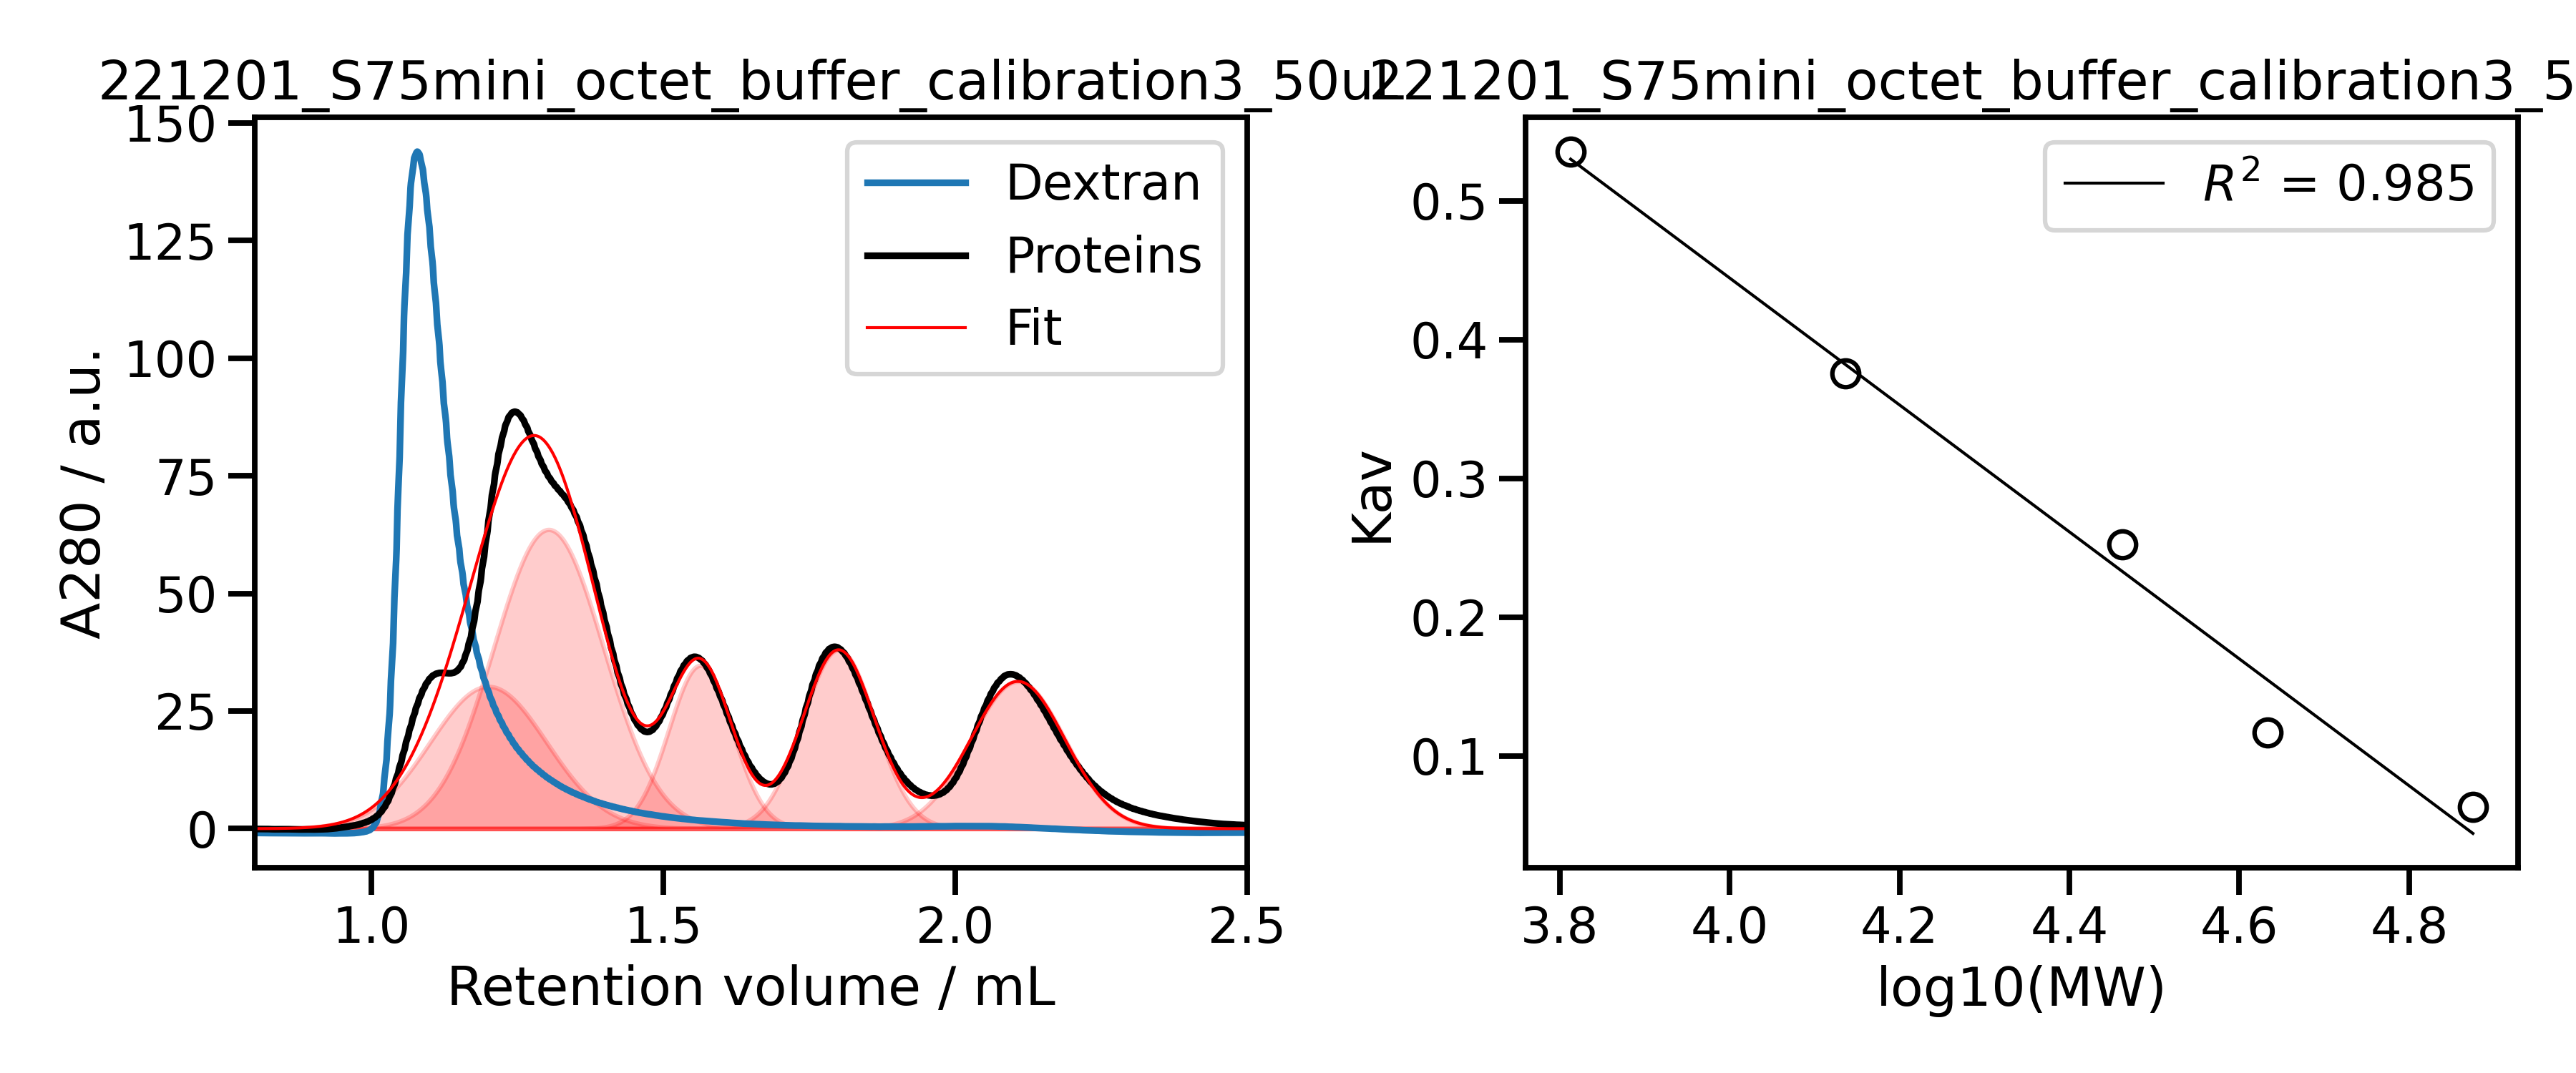 221201_S75mini_octet_buffer_calibration3_50uL
150
125
100
75
50
25
0
A280 / a.u.
Dextran
Proteins
Fit
1.0 1.5 2.0 2.5
Retention volume / mL
221201_S75mini_octet_buffer_calibration3_5
0.5
0.4
0.3
0.2
0.1
Kav
R² = 0.985
3.8 4.0 4.2 4.4 4.6 4.8
log10(MW)